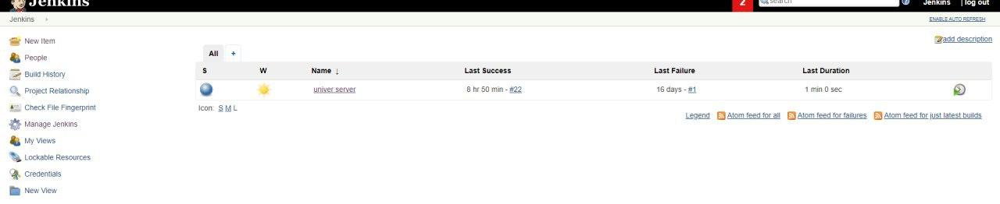 Jenkins
2
search
Jenkins | log out
Jenkins
ENABLE AUTO REFRESH
add description
New Item
People
Build History
Project Relationship
Check File Fingerprint
Manage Jenkins
My Views
Lockable Resources
Credentials
New View
All +
S W Name ↓ Last Success Last Failure Last Duration
univer server 8 hr 50 min - #22 16 days - #1 1 min 0 sec
Icon: S M L
Legend Atom feed for all Atom feed for failures Atom feed for just latest builds